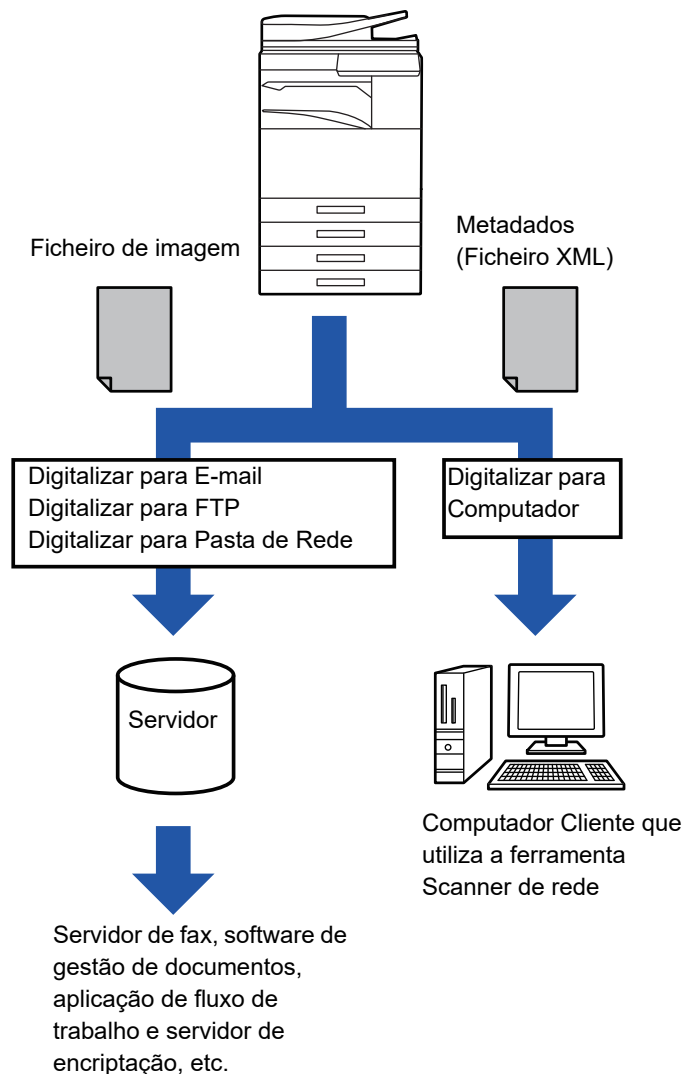 Ficheiro de imagem
Metadados
(Ficheiro XML)
Digitalizar para E-mail
Digitalizar para FTP
Digitalizar para Pasta de Rede
Digitalizar para
Computador
Servidor
Computador Cliente que
utiliza a ferramenta
Scanner de rede
Servidor de fax, software de
gestão de documentos,
aplicação de fluxo de
trabalho e servidor de
encriptação, etc.